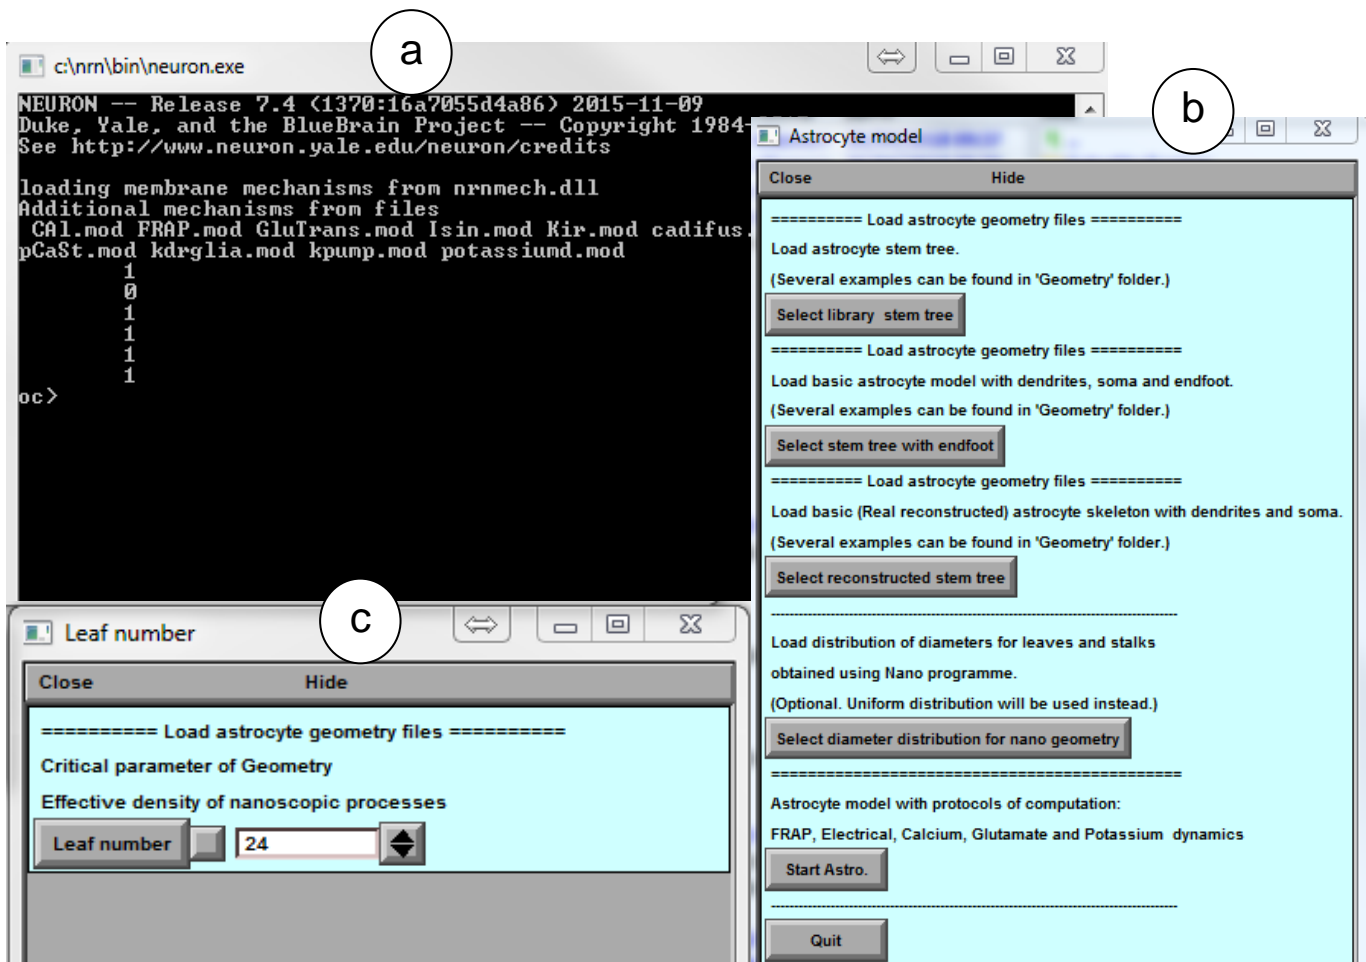 a
c:\nrn\bin\neuron.exe
NEURON -- Release 7.4 (1370:16a7055d4a86) 2015-11-09
Duke, Yale, and the BlueBrain Project -- Copyright 1984-
See http://www.neuron.yale.edu/neuron/credits
loading membrane mechanisms from nrnmech.dll
Additional mechanisms from files
CAl.mod FRAP.mod GluTrans.mod Isin.mod Kir.mod cadifus.
pCaSt.mod kdrglia.mod kpump.mod potassiumd.mod
1
0
1
1
1
1
oc>
b
Astrocyte model
Close Hide
========== Load astrocyte geometry files ==========
Load astrocyte stem tree.
(Several examples can be found in 'Geometry' folder.)
Select library stem tree
========== Load astrocyte geometry files ==========
Load basic astrocyte model with dendrites, soma and endfoot.
(Several examples can be found in 'Geometry' folder.)
Select stem tree with endfoot
========== Load astrocyte geometry files ==========
Load basic (Real reconstructed) astrocyte skeleton with dendrites and soma.
(Several examples can be found in 'Geometry' folder.)
Select reconstructed stem tree
Load distribution of diameters for leaves and stalks
obtained using Nano programme.
(Optional. Uniform distribution will be used instead.)
Select diameter distribution for nano geometry
Astrocyte model with protocols of computation:
FRAP, Electrical, Calcium, Glutamate and Potassium dynamics
Start Astro.
Quit
c
Leaf number
Close Hide
========== Load astrocyte geometry files ==========
Critical parameter of Geometry
Effective density of nanoscopic processes
Leaf number 24